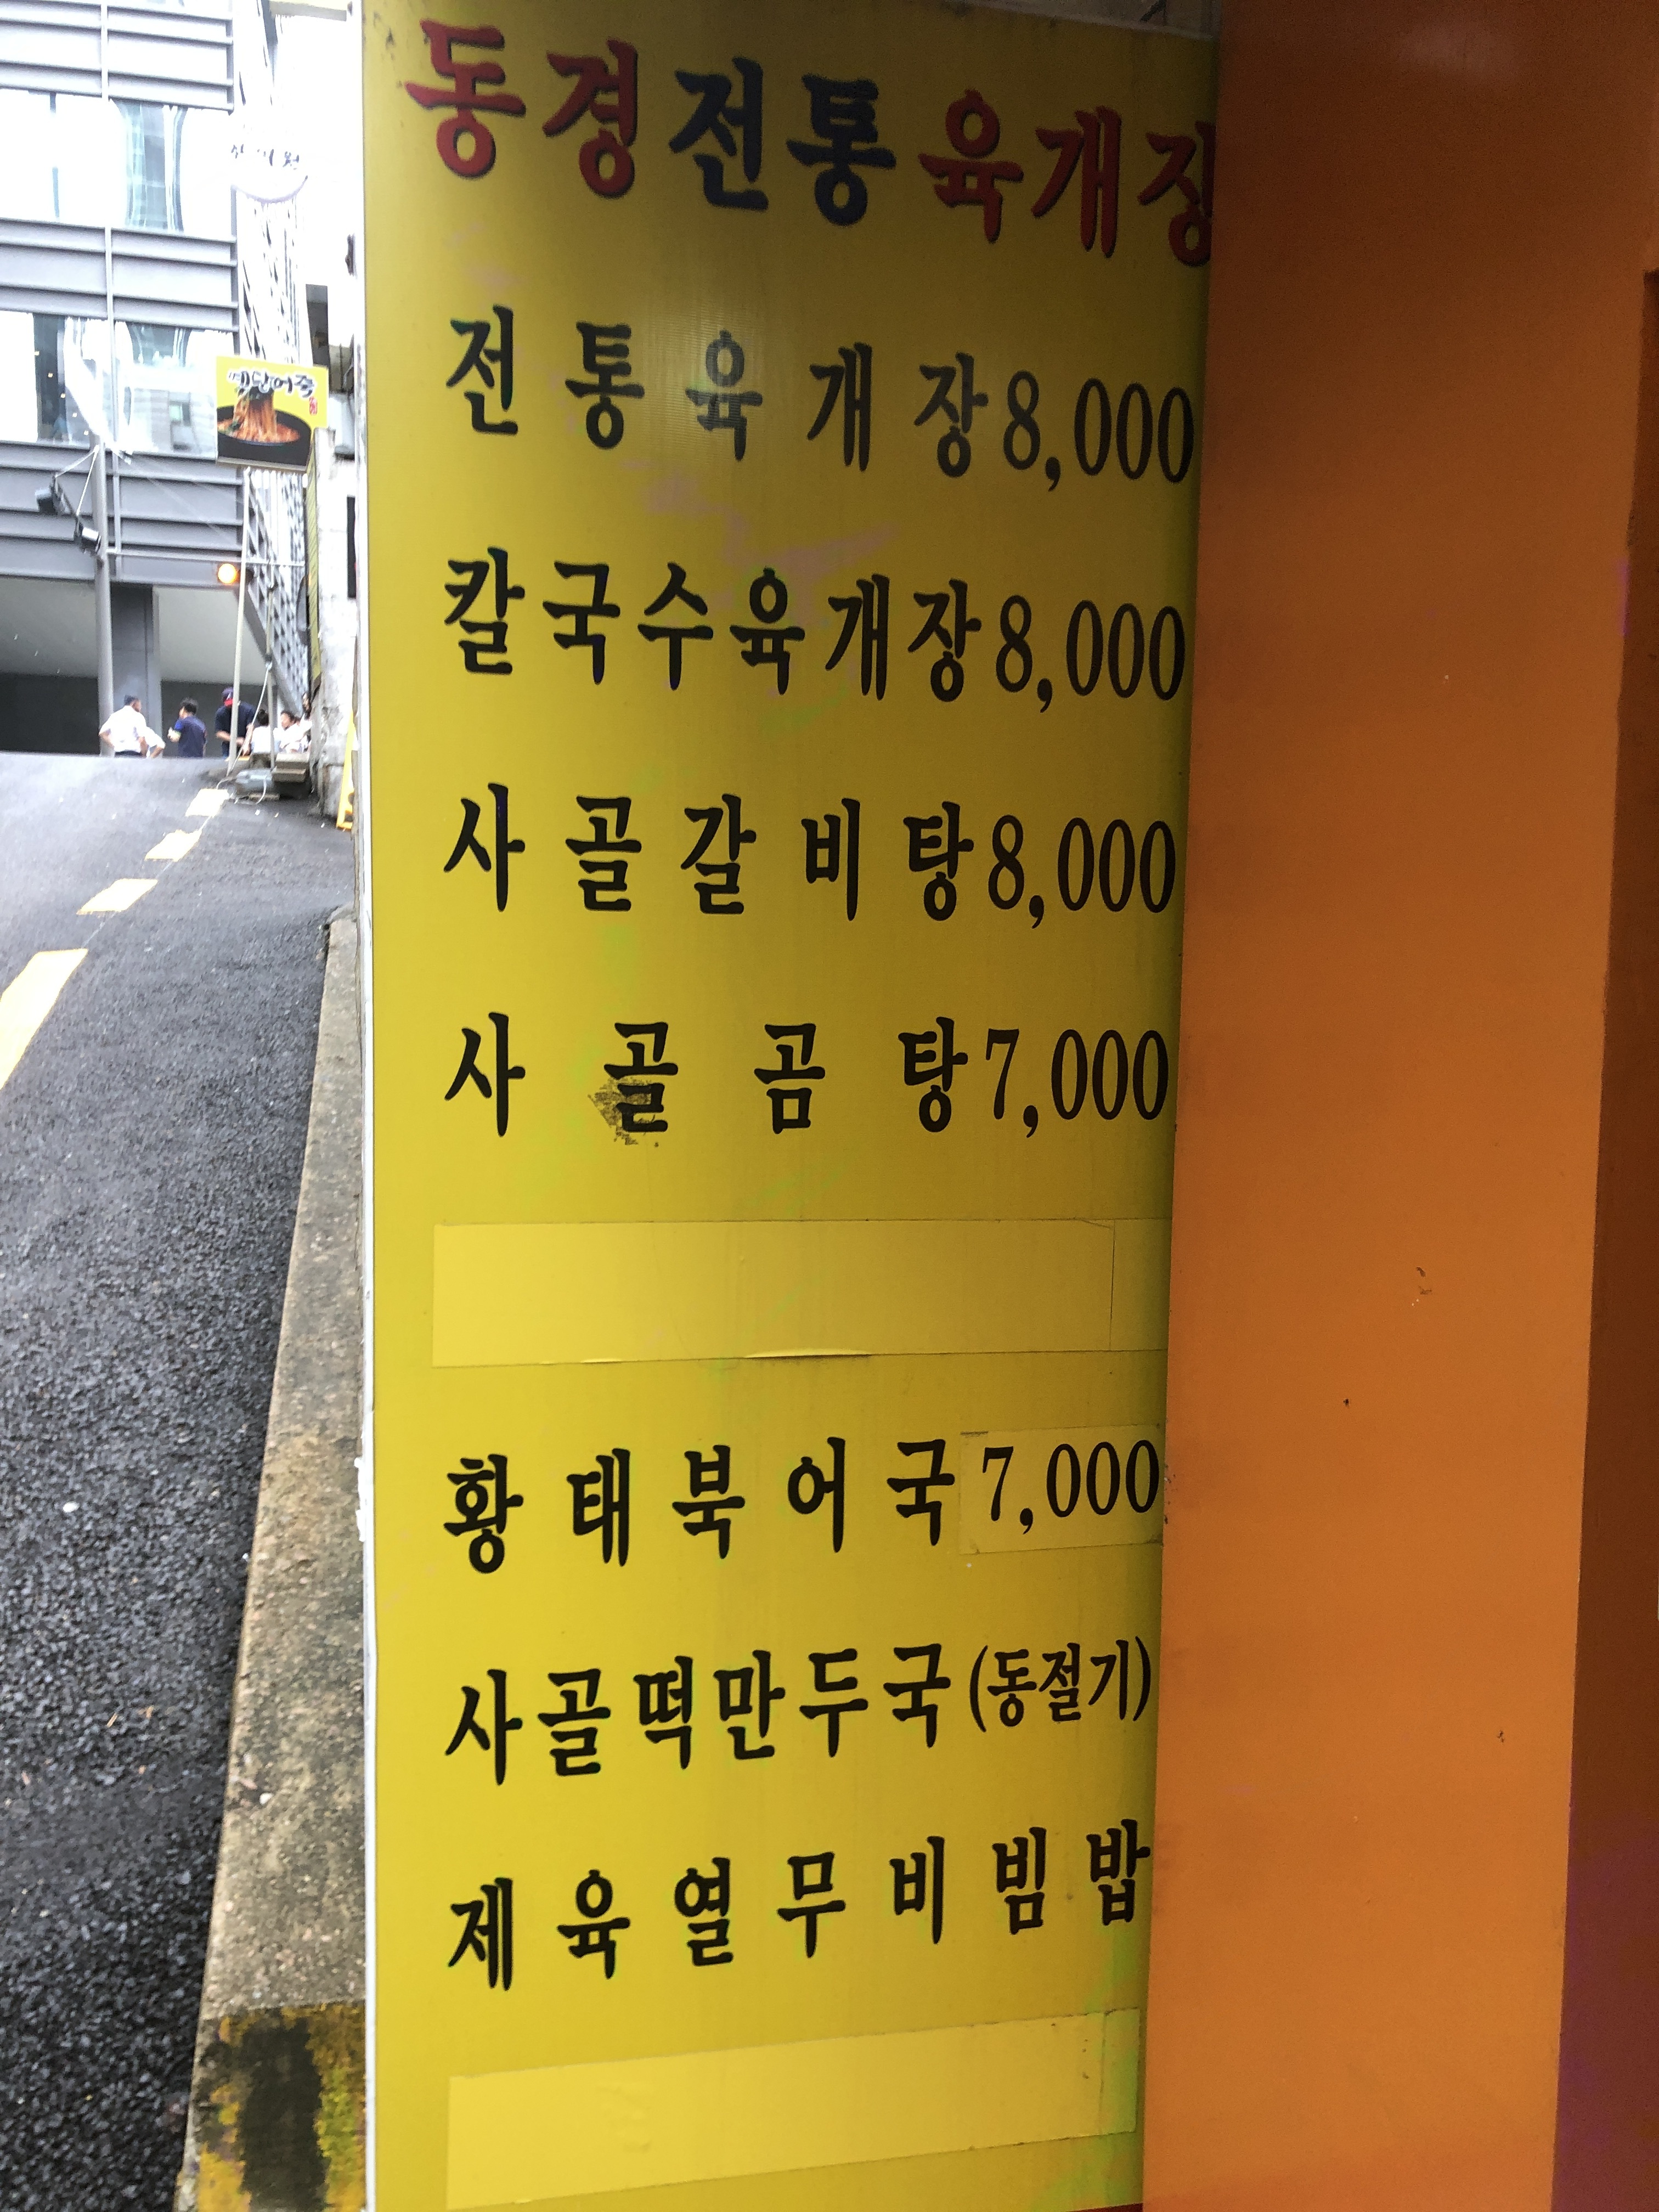 동경전통육개장
전통육개장 8,000
칼국수육개장 8,000
사골갈비탕 8,000
사골곰탕 7,000
황태북어국 7,000
사골떡만두국(동절기)
제육열무비빔밥